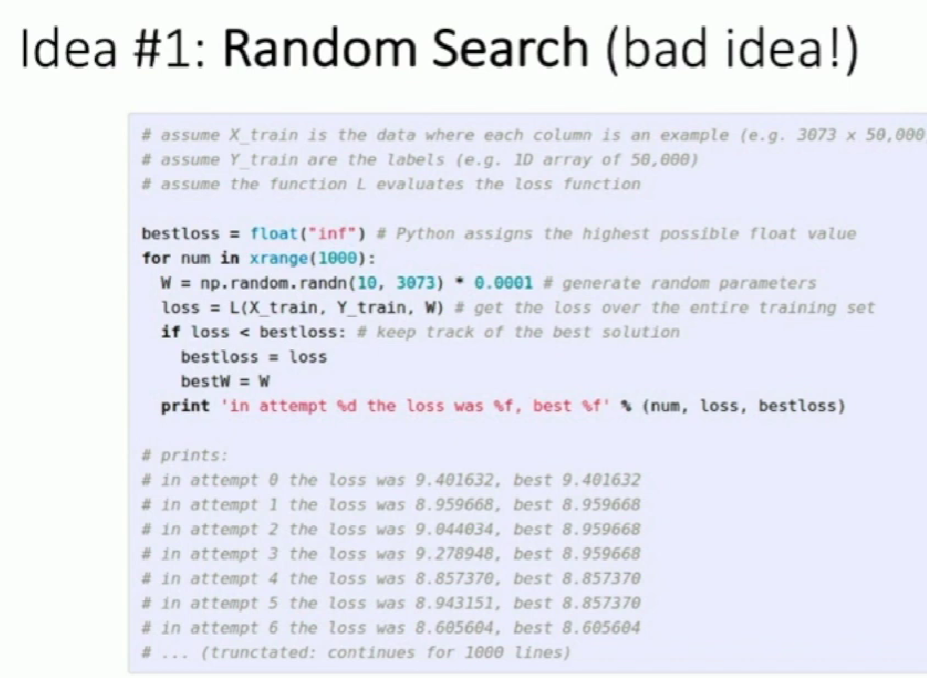 Idea #1: Random Search (bad idea!)
# assume X_train is the data where each column is an example (e.g. 3073 x 50,000
# assume Y_train are the labels (e.g. 1D array of 50,000)
# assume the function L evaluates the loss function
bestloss = float("inf") # Python assigns the highest possible float value
for num in xrange(1000):
W = np.random.randn(10, 3073) * 0.0001 # generate random parameters
loss = L(X_train, Y_train, W) # get the loss over the entire training set
if loss < bestloss: # keep track of the best solution
bestloss = loss
bestW = W
print 'in attempt %d the loss was %f, best %f' % (num, loss, bestloss)
# prints:
# in attempt 0 the loss was 9.401632, best 9.401632
# in attempt 1 the loss was 8.959668, best 8.959668
# in attempt 2 the loss was 9.044034, best 8.959668
# in attempt 3 the loss was 9.278948, best 8.959668
# in attempt 4 the loss was 8.857370, best 8.857370
# in attempt 5 the loss was 8.943151, best 8.857370
# in attempt 6 the loss was 8.605604, best 8.605604
# ... (trunctated: continues for 1000 lines)